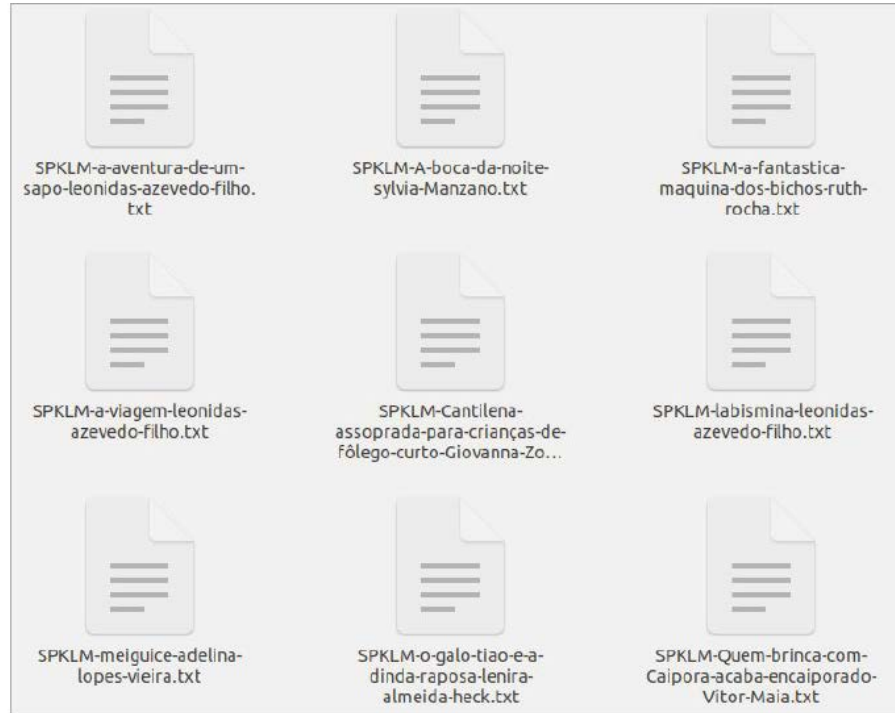 SPKLM-a-aventura-de-um-
sapo-leonidas-azevedo-filho.
txt
SPKLM-A-boca-da-noite-
sylvia-Manzano.txt
SPKLM-a-fantastica-
maquina-dos-bichos-ruth-
rocha.txt
SPKLM-a-viagem-leonidas-
azevedo-filho.txt
SPKLM-Cantilena-
assoprada-para-crianças-de-
fôlego-curto-Giovanna-Zo...
SPKLM-labismina-leonidas-
azevedo-filho.txt
SPKLM-meiguice-adelina-
lopes-vieira.txt
SPKLM-o-galo-tiao-e-a-
dinda-raposa-lenira-
almeida-heck.txt
SPKLM-Quem-brinca-com-
Caipora-acaba-encaiporado-
Vitor-Maia.txt